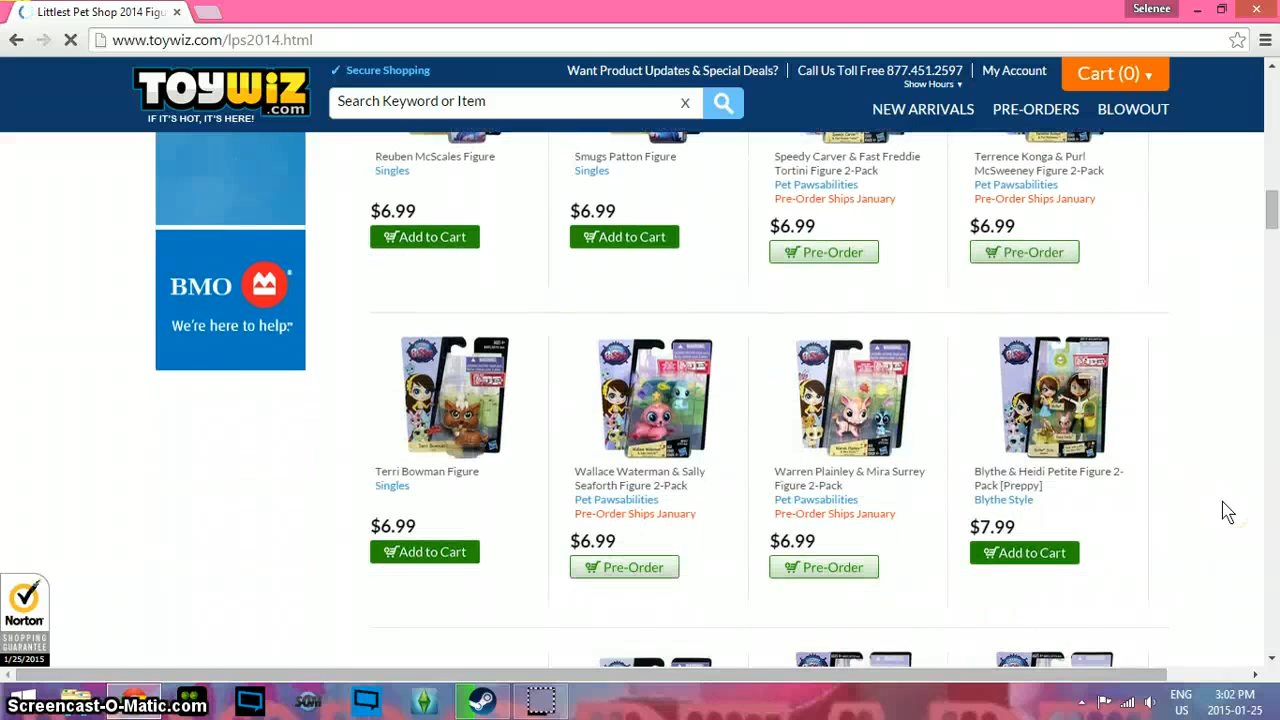 Littlest Pet Shop 2014 Figu
Selenee
www.toywiz.com/lps2014.html
TOYWIZ
.com
IF IT'S HOT, IT'S HERE!
✓ Secure Shopping
Want Product Updates & Special Deals?
Call Us Toll Free 877.451.2597
Show Hours ▼
My Account
Cart (0) ▼
Search Keyword or Item
X
NEW ARRIVALS
PRE-ORDERS
BLOWOUT
Reuben McScales Figure
Singles
$6.99
Add to Cart
Smugs Patton Figure
Singles
$6.99
Add to Cart
Speedy Carver & Fast Freddie
Tortini Figure 2-Pack
Pet Pawsabilities
Pre-Order Ships January
$6.99
Pre-Order
Terrence Konga & Purl
McSweeney Figure 2-Pack
Pet Pawsabilities
Pre-Order Ships January
$6.99
Pre-Order
BMO
We're here to help.™
Terri Bowman Figure
Singles
$6.99
Add to Cart
Wallace Waterman & Sally
Seaforth Figure 2-Pack
Pet Pawsabilities
Pre-Order Ships January
$6.99
Pre-Order
Warren Plainley & Mira Surrey
Figure 2-Pack
Pet Pawsabilities
Pre-Order Ships January
$6.99
Pre-Order
Blythe & Heidi Petite Figure 2-
Pack [Preppy]
Blythe Style
$7.99
Add to Cart
Norton
SHOPPING
GUARANTEE
1/25/2015
Screencast-O-Matic.com
ENG
US
3:02 PM
2015-01-25